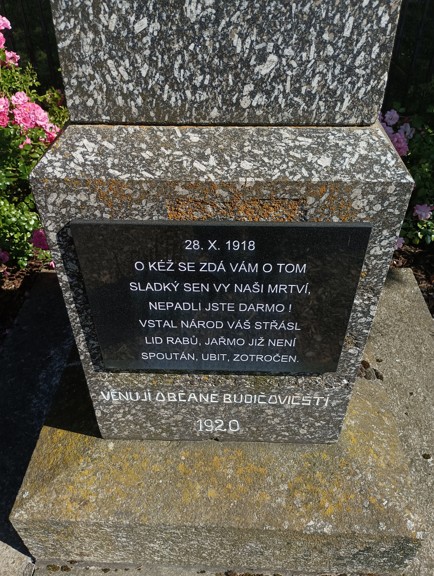 28. X. 1918
O KÉŽ SE ZDÁ VÁM O TOM
SLADKÝ SEN VY NAŠI MRTVÍ,
NEPADLI JSTE DARMO !
VSTAL NÁROD VÁŠ STŘÁSL
LID RABŮ, JAŘMO JIŽ NENÍ
SPOUTÁN, UBIT, ZOTROČEN.
VĚNUJÍ OBČANÉ BUDIČOVIČSTÍ
1920